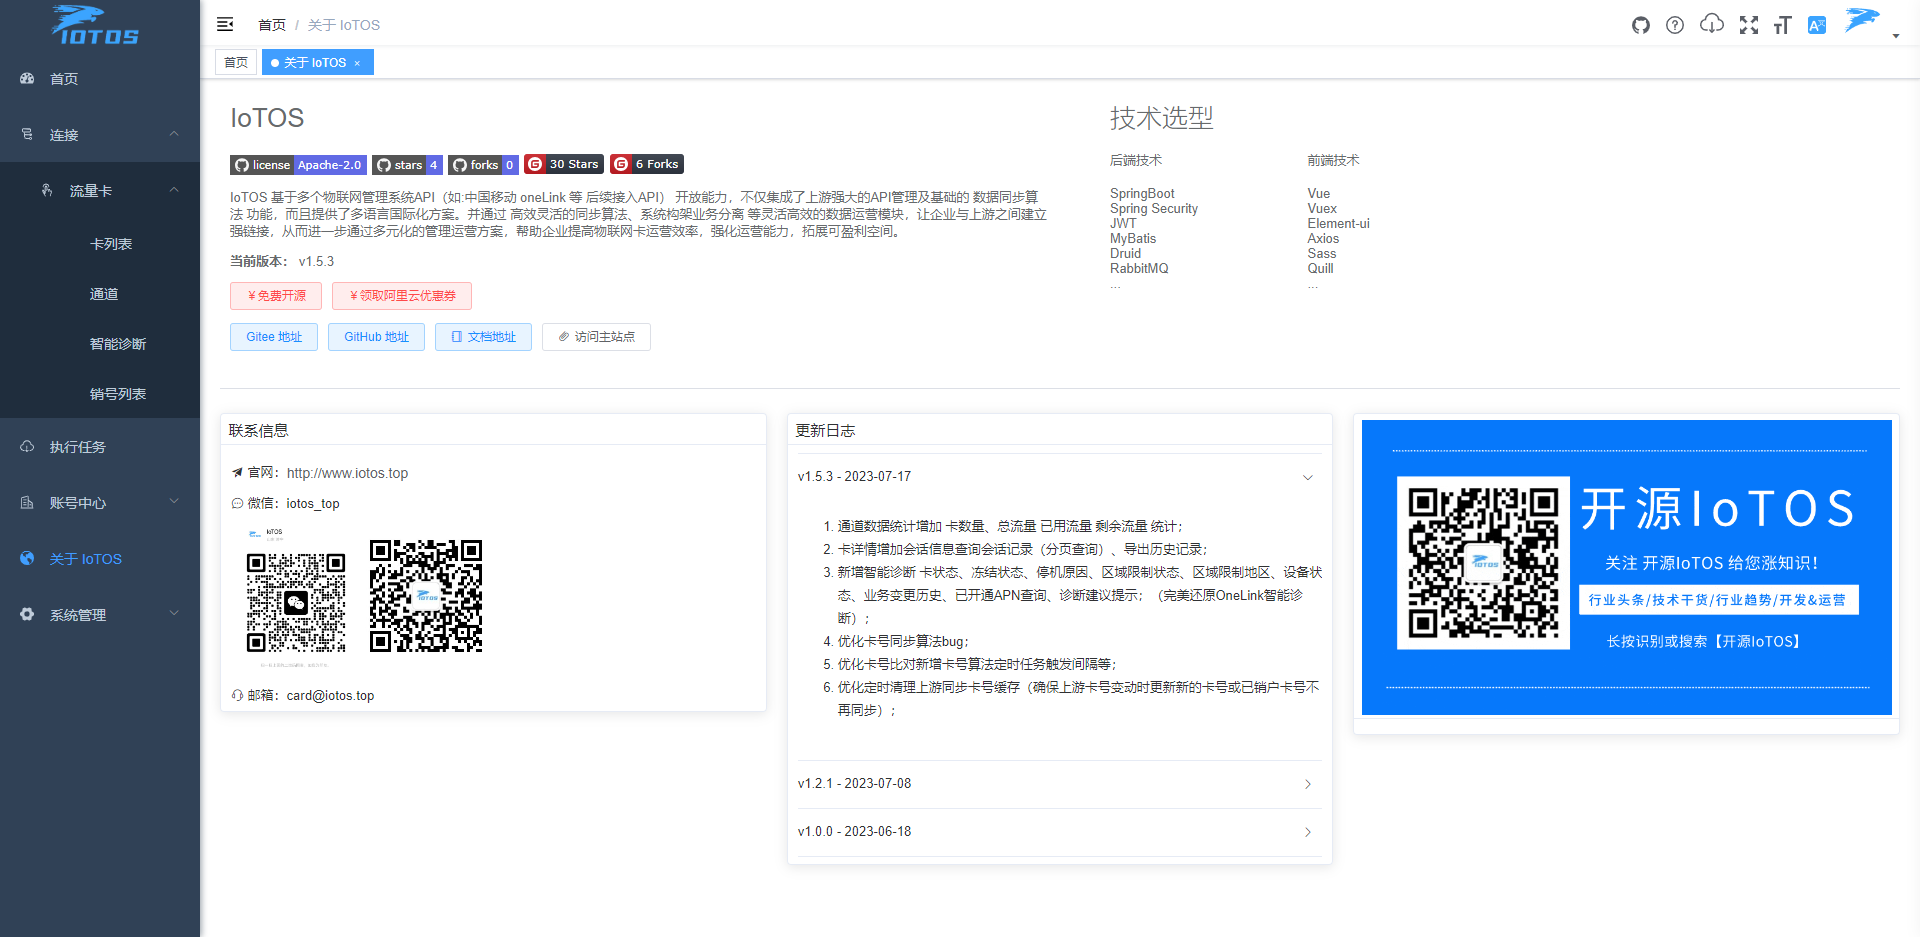 IOTOS
首页
连接
流量卡
卡列表
通道
智能诊断
销号列表
执行任务
账号中心
关于 IoTOS
系统管理
首页 / 关于 IoTOS
首页
关于 IoTOS ×
IoTOS
license Apache-2.0
stars 4
forks 0
30 Stars
6 Forks
IoTOS 基于多个物联网管理系统API（如:中国移动 oneLink 等 后续接入API） 开放能力，不仅集成了上游强大的API管理及基础的 数据同步算
法 功能，而且提供了多语言国际化方案。并通过 高效灵活的同步算法、系统构架业务分离 等灵活高效的数据运营模块，让企业与上游之间建立
强链接，从而进一步通过多元化的管理运营方案，帮助企业提高物联网卡运营效率，强化运营能力，拓展可盈利空间。
当前版本： v1.5.3
￥免费开源
￥领取阿里云优惠券
Gitee 地址
GitHub 地址
文档地址
访问主站点
技术选型
后端技术
SpringBoot
Spring Security
JWT
MyBatis
Druid
RabbitMQ
...
前端技术
Vue
Vuex
Element-ui
Axios
Sass
Quill
...
联系信息
官网：http://www.iotos.top
微信：iotos_top
IoTOS
IOTOS
邮箱：card@iotos.top
更新日志
v1.5.3 - 2023-07-17
1. 通道数据统计增加 卡数量、总流量 已用流量 剩余流量 统计；
2. 卡详情增加会话信息查询会话记录（分页查询）、导出历史记录；
3. 新增智能诊断 卡状态、冻结状态、停机原因、区域限制状态、区域限制地区、设备状
态、业务变更历史、已开通APN查询、诊断建议提示；（完美还原OneLink智能诊
断）；
4. 优化卡号同步算法bug；
5. 优化卡号比对新增卡号算法定时任务触发间隔等；
6. 优化定时清理上游同步卡号缓存（确保上游卡号变动时更新新的卡号或已销户卡号不
再同步）；
v1.2.1 - 2023-07-08
v1.0.0 - 2023-06-18
IOTOS
开源IoTOS
关注 开源IoTOS 给您涨知识！
行业头条/技术干货/行业趋势/开发&运营
长按识别或搜索【开源IoTOS】